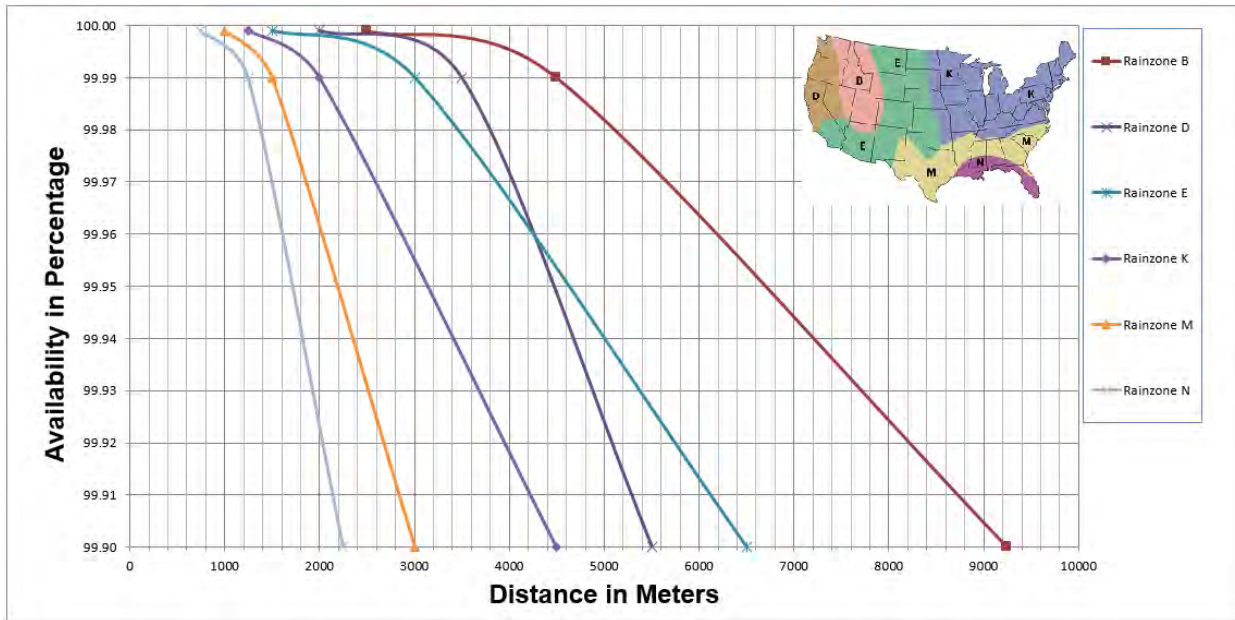 100.00
99.99
99.98
99.97
99.96
99.95
99.94
99.93
99.92
99.91
99.90
Availability in Percentage
0 1000 2000 3000 4000 5000 6000 7000 8000 9000 10000
Distance in Meters
D
B
E
E
K
K
M
M
N
Rainzone B
Rainzone D
Rainzone E
Rainzone K
Rainzone M
Rainzone N